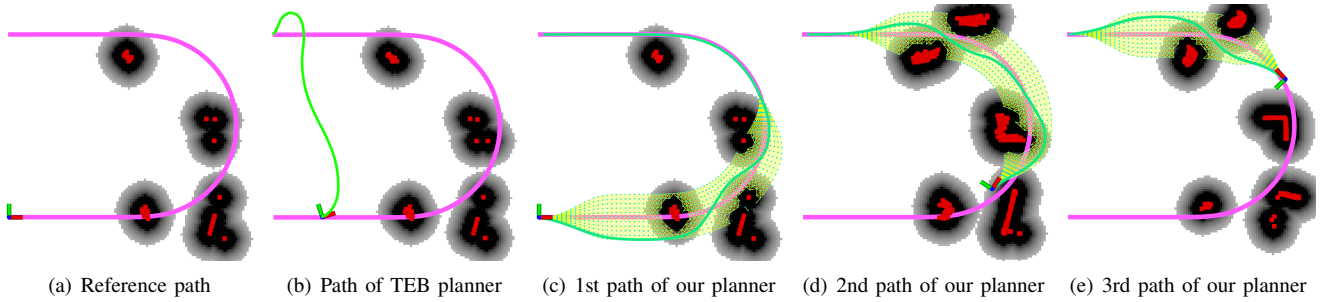 (a) Reference path
(b) Path of TEB planner
(c) 1st path of our planner
(d) 2nd path of our planner
(e) 3rd path of our planner